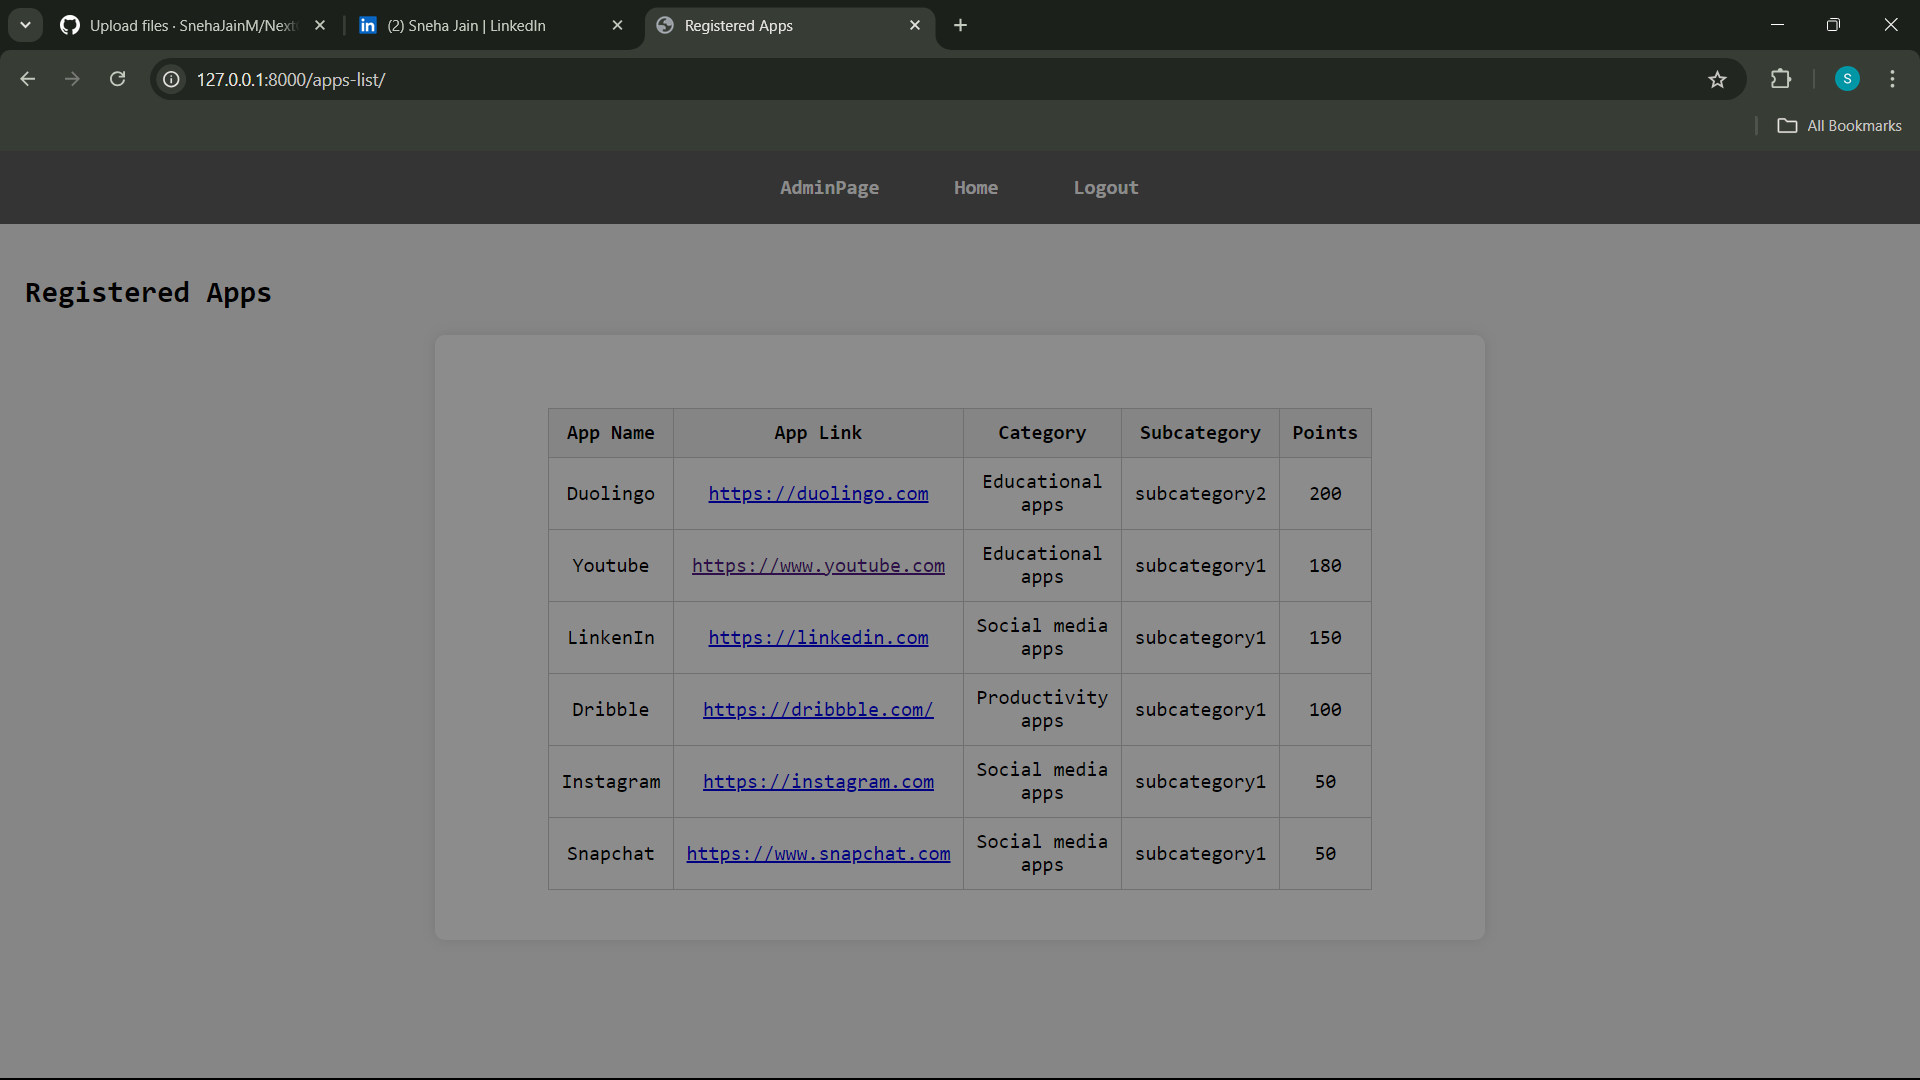 Upload files · SnehaJainM/Next
(2) Sneha Jain | LinkedIn
Registered Apps
127.0.0.1:8000/apps-list/
S
All Bookmarks
AdminPage Home Logout
Registered Apps
App Name App Link Category Subcategory Points
Duolingo https://duolingo.com Educational apps subcategory2 200
Youtube https://www.youtube.com Educational apps subcategory1 180
LinkenIn https://linkedin.com Social media apps subcategory1 150
Dribble https://dribbble.com/ Productivity apps subcategory1 100
Instagram https://instagram.com Social media apps subcategory1 50
Snapchat https://www.snapchat.com Social media apps subcategory1 50